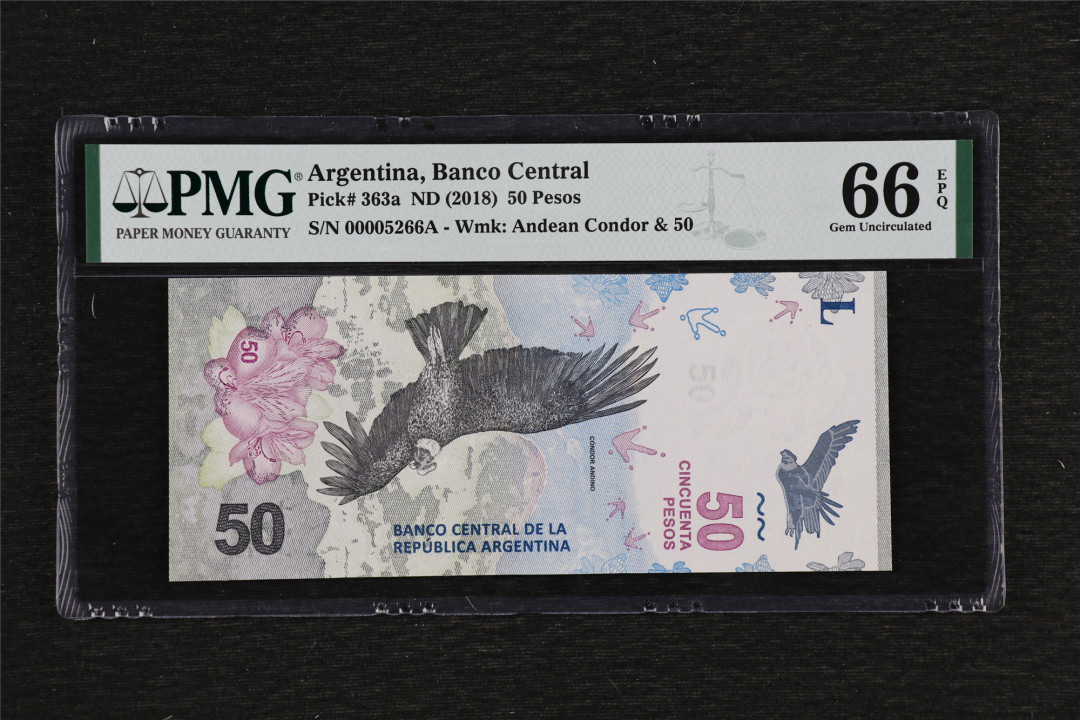 PMG®
PAPER MONEY GUARANTY
Argentina, Banco Central
Pick# 363a ND (2018) 50 Pesos
S/N 00005266A - Wmk: Andean Condor & 50
66
EPQ
Gem Uncirculated
50
50
BANCO CENTRAL DE LA
REPÚBLICA ARGENTINA
CÓNDOR ANDINO
50
50
CINCUENTA
PESOS
L